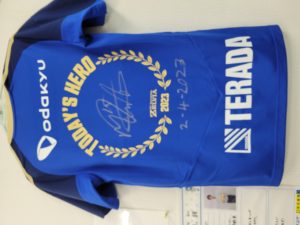 odakyu
TODAY'S HERO
ZELVIA
2023
2-4-2023
TERADA